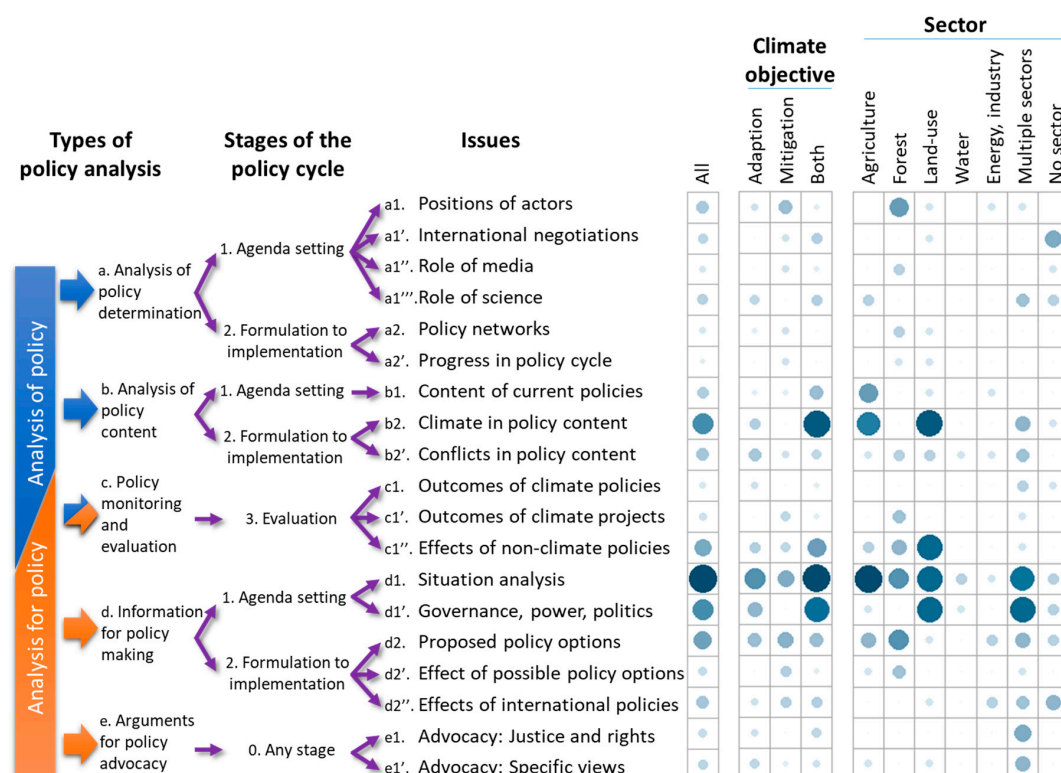 Sector
Climate
objective
Types of
policy analysis
Stages of the
policy cycle
Issues
All
Adaption
Mitigation
Both
Agriculture
Forest
Land-use
Water
Energy, industry
Multiple sectors
No sector
Analysis of policy
Analysis for policy
a. Analysis of
policy
determination
1. Agenda setting
2. Formulation to
implementation
a1. Positions of actors
a1'. International negotiations
a1''. Role of media
a1'''. Role of science
a2. Policy networks
a2'. Progress in policy cycle
b. Analysis of
policy
content
1. Agenda setting
2. Formulation to
implementation
b1. Content of current policies
b2. Climate in policy content
b2'. Conflicts in policy content
c. Policy
monitoring
and
evaluation
3. Evaluation
c1. Outcomes of climate policies
c1'. Outcomes of climate projects
c1''. Effects of non-climate policies
d. Information
for policy
making
1. Agenda setting
2. Formulation to
implementation
d1. Situation analysis
d1'. Governance, power, politics
d2. Proposed policy options
d2'. Effect of possible policy options
d2''. Effects of international policies
e. Arguments
for policy
advocacy
0. Any stage
e1. Advocacy: Justice and rights
e1'. Advocacy: Specific views